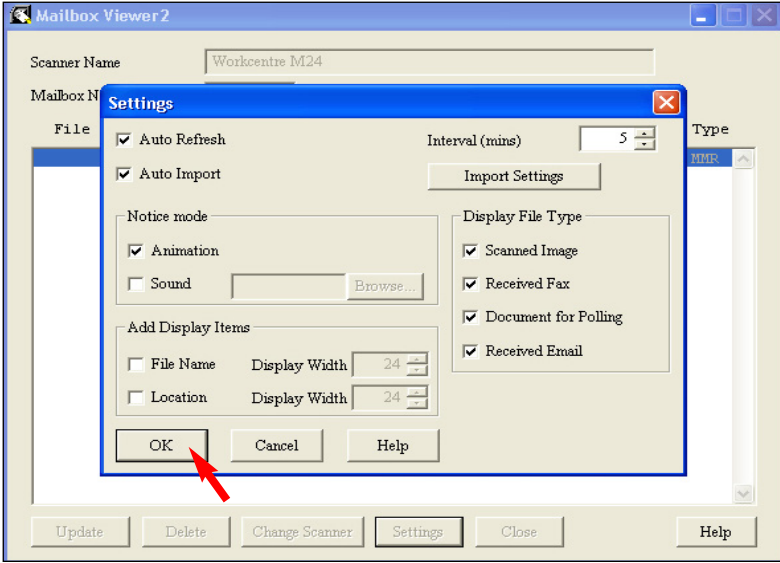 Mailbox Viewer2
Scanner Name Workcentre M24
Mailbox N
Settings
File Type
Auto Refresh Interval (mins) 5
MMR
Auto Import Import Settings
Notice mode Display File Type
Animation Scanned Image
Sound Browse... Received Fax
Document for Polling
Add Display Items
Received Email
File Name Display Width 24
Location Display Width 24
OK Cancel Help
Update Delete Change Scanner Settings Close Help